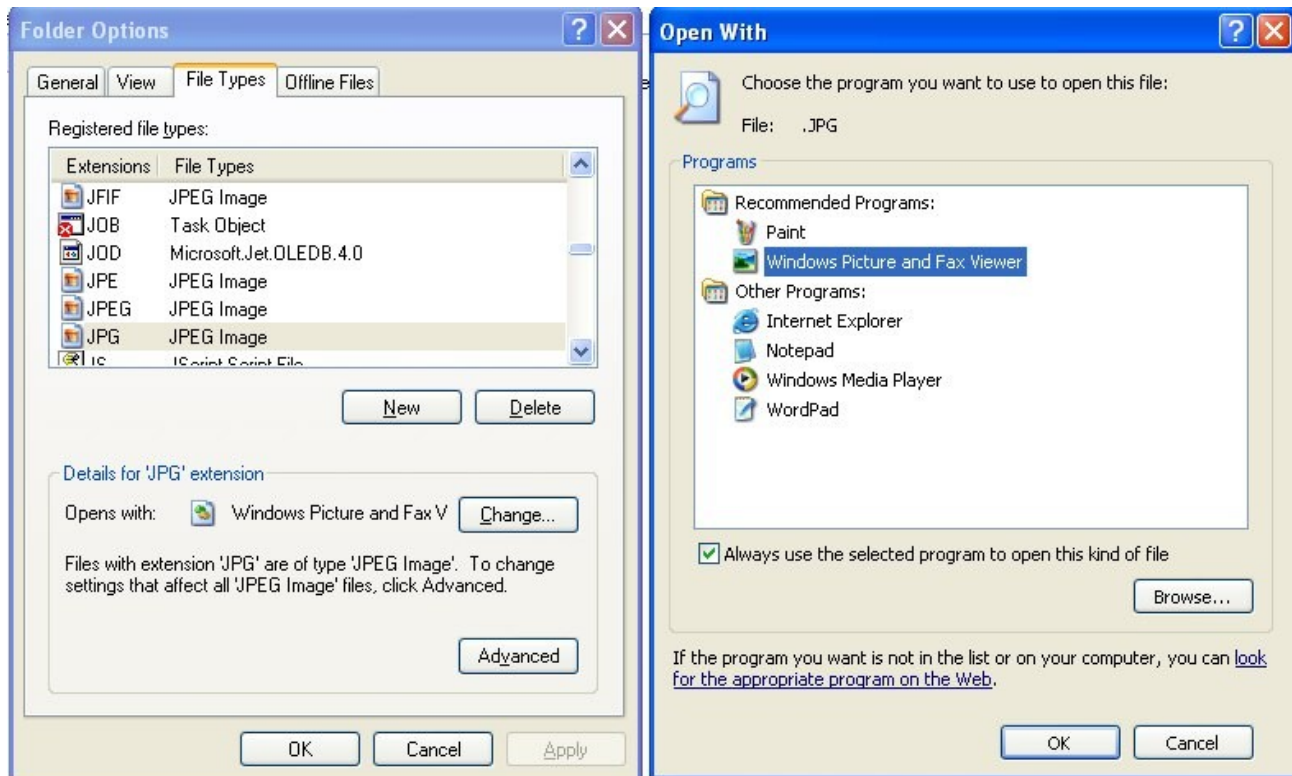 Folder Options
General View File Types Offline Files
Registered file types:
Extensions File Types
JFIF JPEG Image
JOB Task Object
JOD Microsoft.Jet.OLEDB.4.0
JPE JPEG Image
JPEG JPEG Image
JPG JPEG Image
New Delete
Details for 'JPG' extension
Opens with: Windows Picture and Fax V Change...
Files with extension 'JPG' are of type 'JPEG Image'. To change
settings that affect all 'JPEG Image' files, click Advanced.
Advanced
OK Cancel Apply
Open With
Choose the program you want to use to open this file:
File: .JPG
Programs
Recommended Programs:
Paint
Windows Picture and Fax Viewer
Other Programs:
Internet Explorer
Notepad
Windows Media Player
WordPad
Always use the selected program to open this kind of file
Browse...
If the program you want is not in the list or on your computer, you can look
for the appropriate program on the Web.
OK Cancel